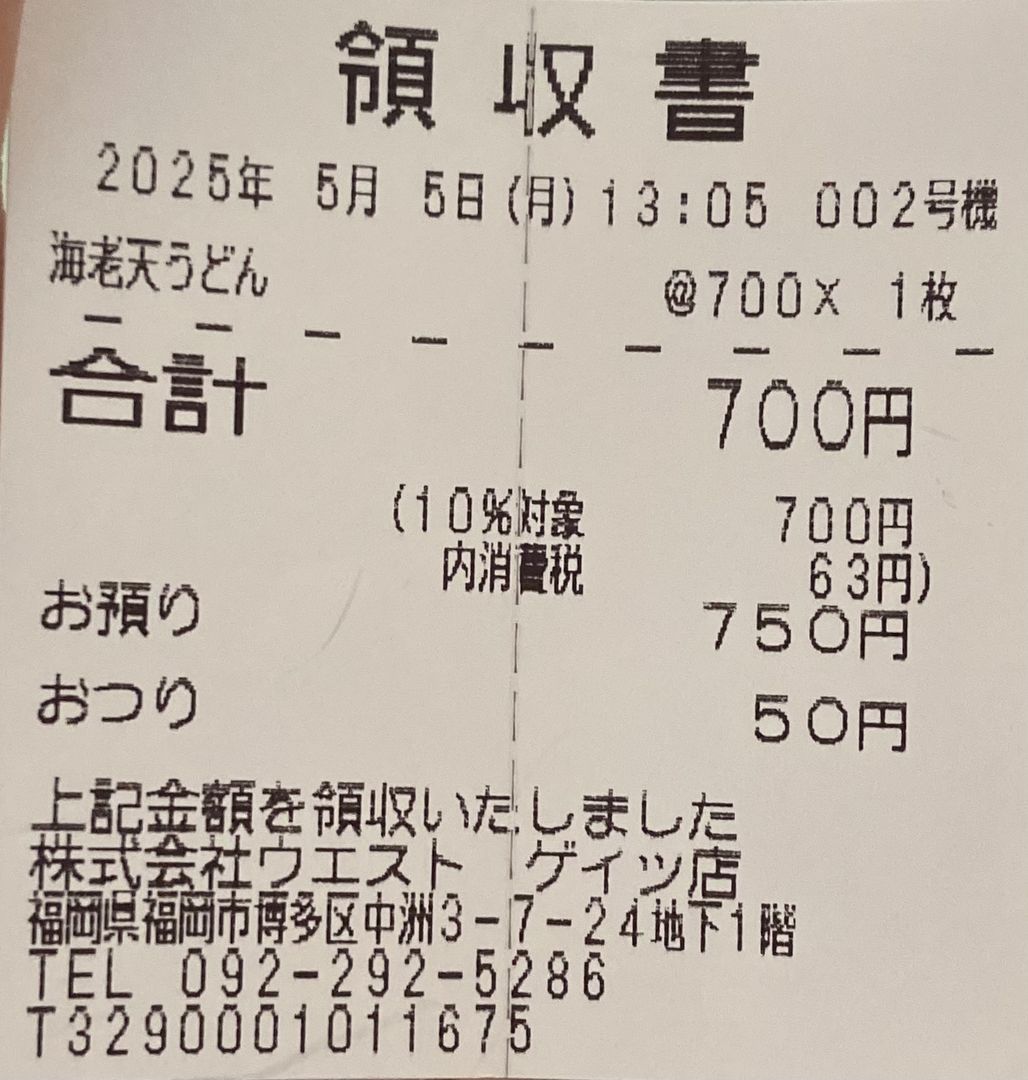 領収書
2025年 5月 5日(月)13:05 002号機
海老天うどん @700× 1枚
合計 700円
(10%対象 700円
内消費税 63円)
お預り 750円
おつり 50円
上記金額を領収いたしました
株式会社ウエスト ゲイツ店
福岡県福岡市博多区中洲3-7-24地下1階
TEL 092-292-5286
T3290001011675